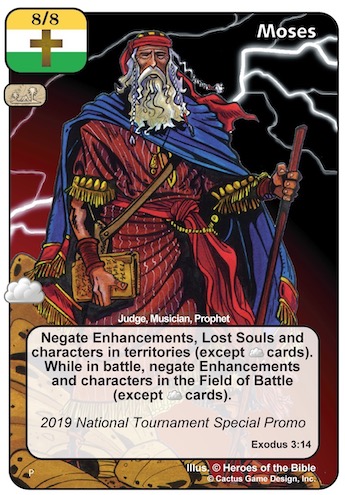 8/8
Moses
Judge, Musician, Prophet
Negate Enhancements, Lost Souls and
characters in territories (except cards).
While in battle, negate Enhancements
and characters in the Field of Battle
(except cards).
2019 National Tournament Special Promo
Exodus 3:14
P
Illus. © Heroes of the Bible
© Cactus Game Design, Inc.